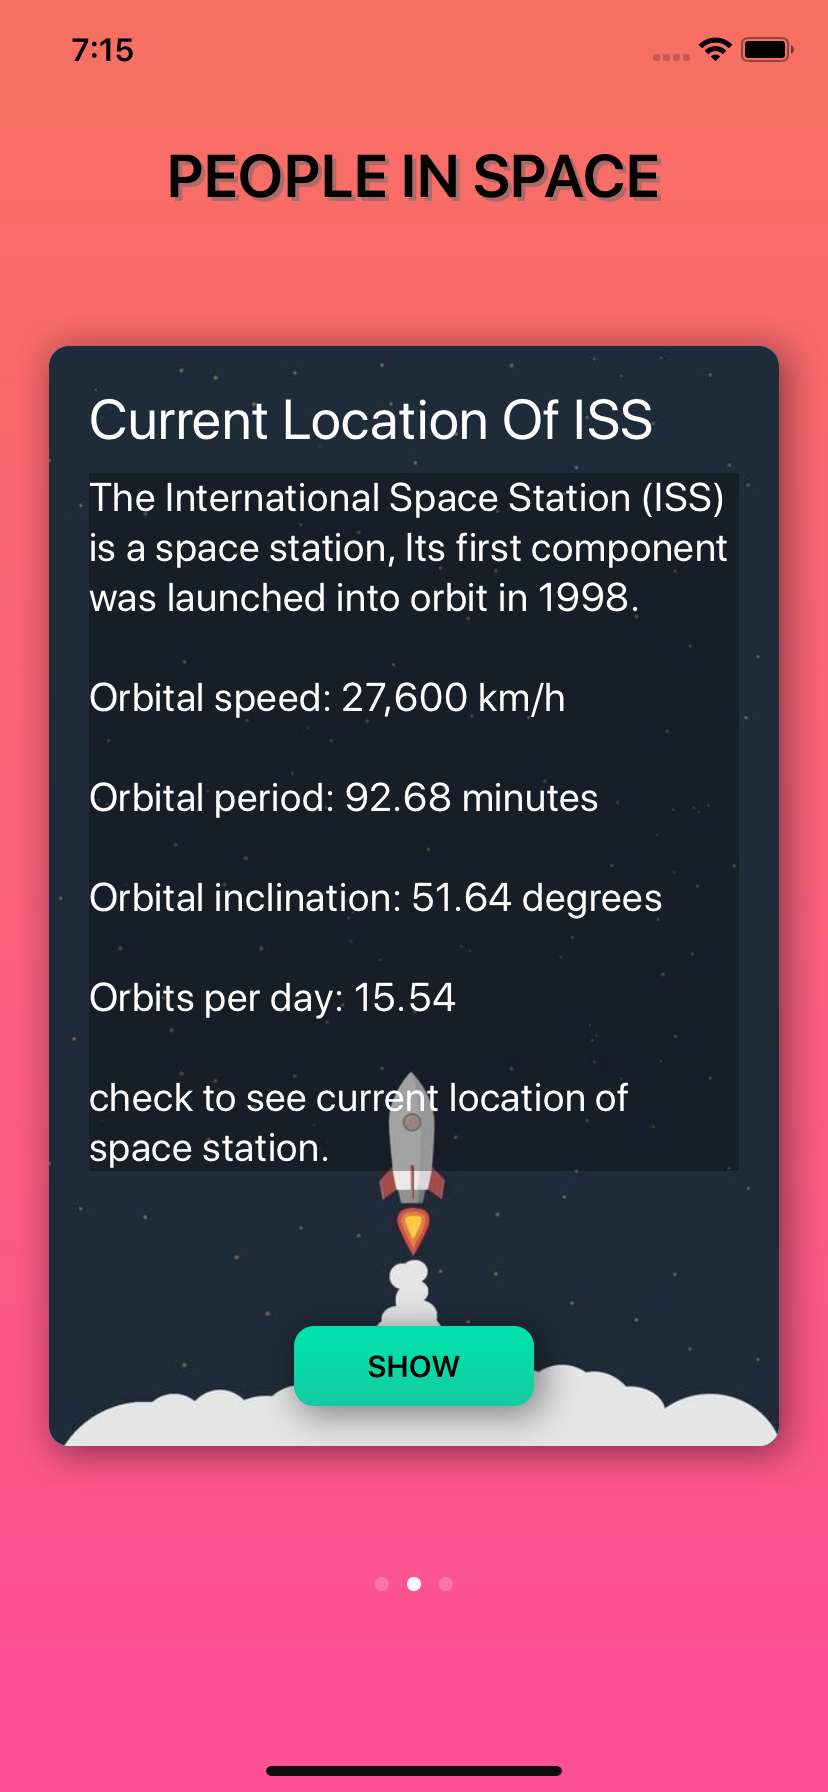 7:15
PEOPLE IN SPACE
Current Location Of ISS
The International Space Station (ISS)
is a space station, Its first component
was launched into orbit in 1998.
Orbital speed: 27,600 km/h
Orbital period: 92.68 minutes
Orbital inclination: 51.64 degrees
Orbits per day: 15.54
check to see current location of
space station.
SHOW